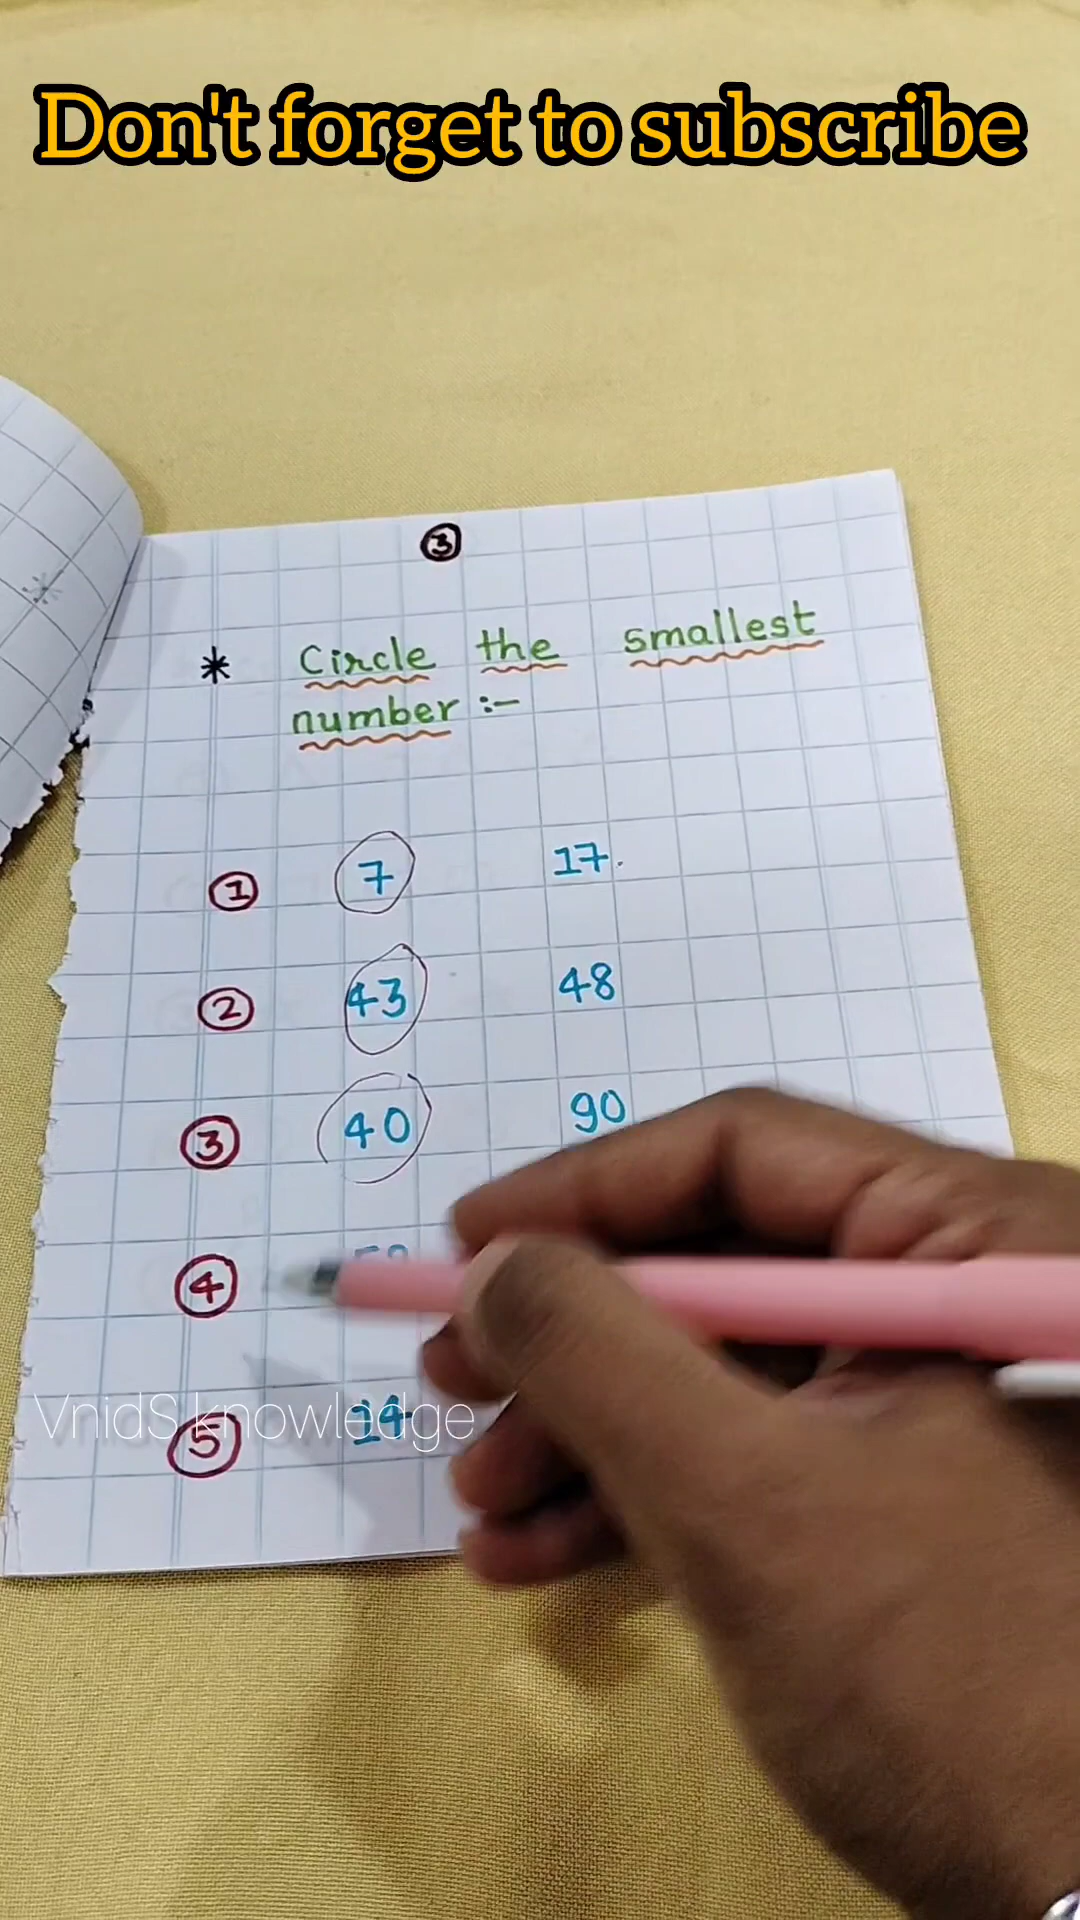 Don't forget to subscribe
3
* Circle the smallest
number :-
1 7 17.
2 43 48
3 40 90
4
5 14
VnidS knowledge